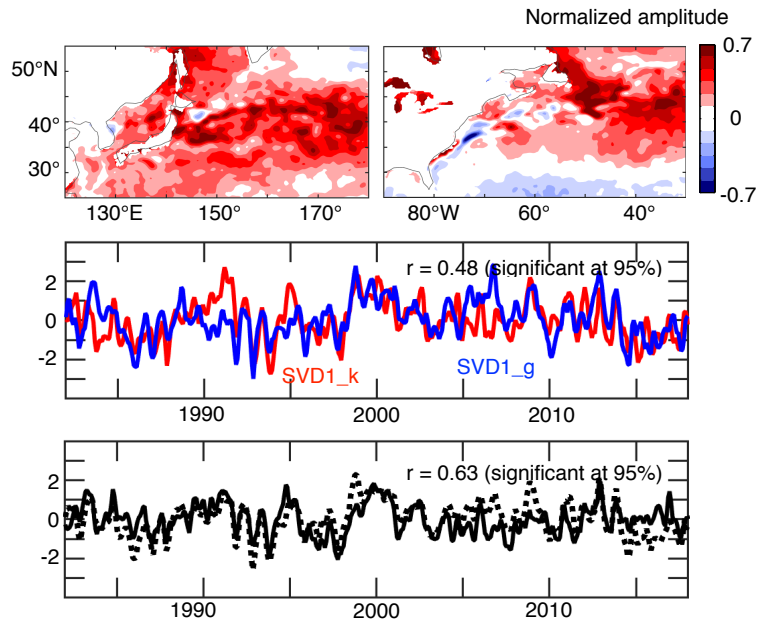 Normalized amplitude
50°N
40°
30°
130°E 150° 170°
80°W 60° 40°
0.7
0
-0.7
r = 0.48 (significant at 95%)
2
0
-2
SVD1_k
SVD1_g
1990 2000 2010
r = 0.63 (significant at 95%)
2
0
-2
1990 2000 2010